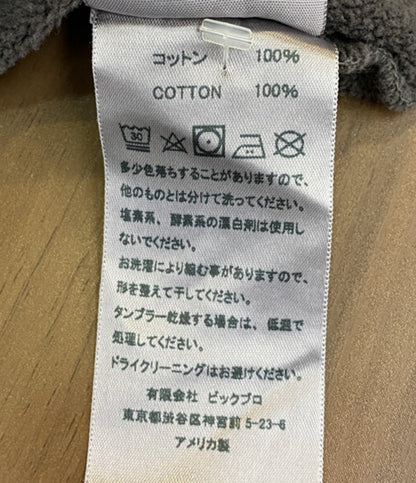 コットン 100%
COTTON 100%
30
多少色落ちすることがありますので、
他のものとは分けて洗ってください。
塩素系、酵素系の漂白剤は使用し
ないでください。
お洗濯により縮む事がありますので、
形を整えて干してください。
タンブラー乾燥する場合は、低温で
処理してください。
ドライクリーニングはお避けください。
有限会社 ビックプロ
東京都渋谷区神宮前 5-23-6
アメリカ製